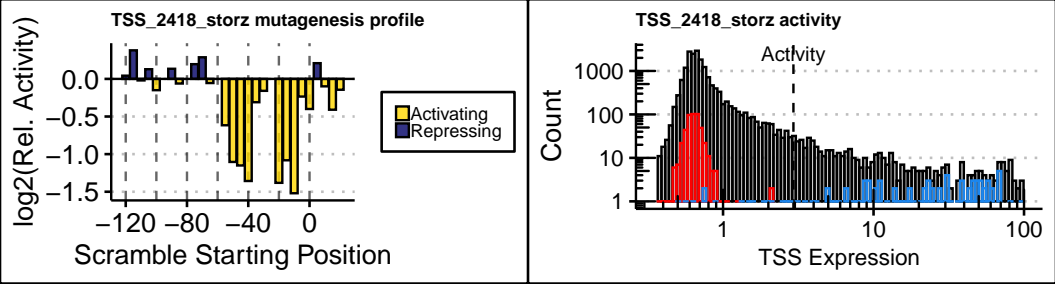 TSS_2418_storz mutagenesis profile
log2(Rel. Activity)
0.0
−0.5
−1.0
−1.5
−120 −80 −40 0
Scramble Starting Position
Activating
Repressing
TSS_2418_storz activity
Activity
Count
1000
100
10
1
1 10 100
TSS Expression